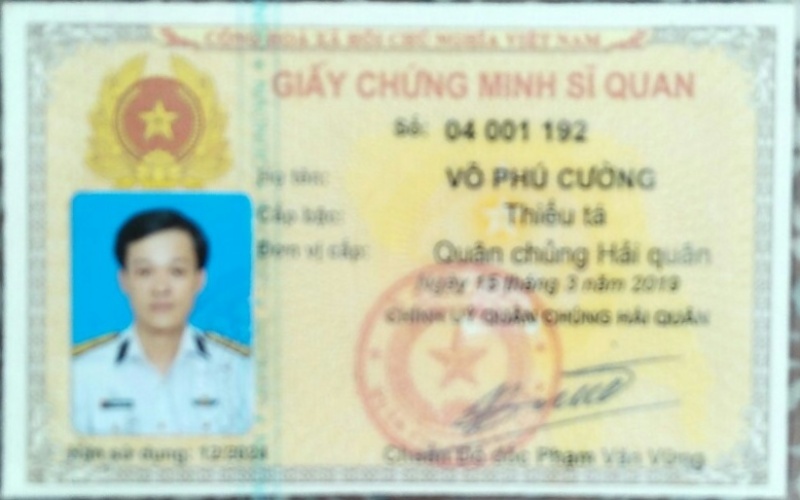 CỘNG HOÀ XÃ HỘI CHỦ NGHĨA VIỆT NAM
GIẤY CHỨNG MINH SĨ QUAN
Số: 04 001 192
Họ tên: VÕ PHÚ CƯỜNG
Cấp bậc: Thiếu tá
Đơn vị cấp: Quân chủng Hải quân
Ngày 15 tháng 3 năm 2019
CHÍNH UỶ QUÂN CHỦNG HẢI QUÂN
Hạn sử dụng: 12/
Chuẩn Đô đốc Phạm Văn Vững